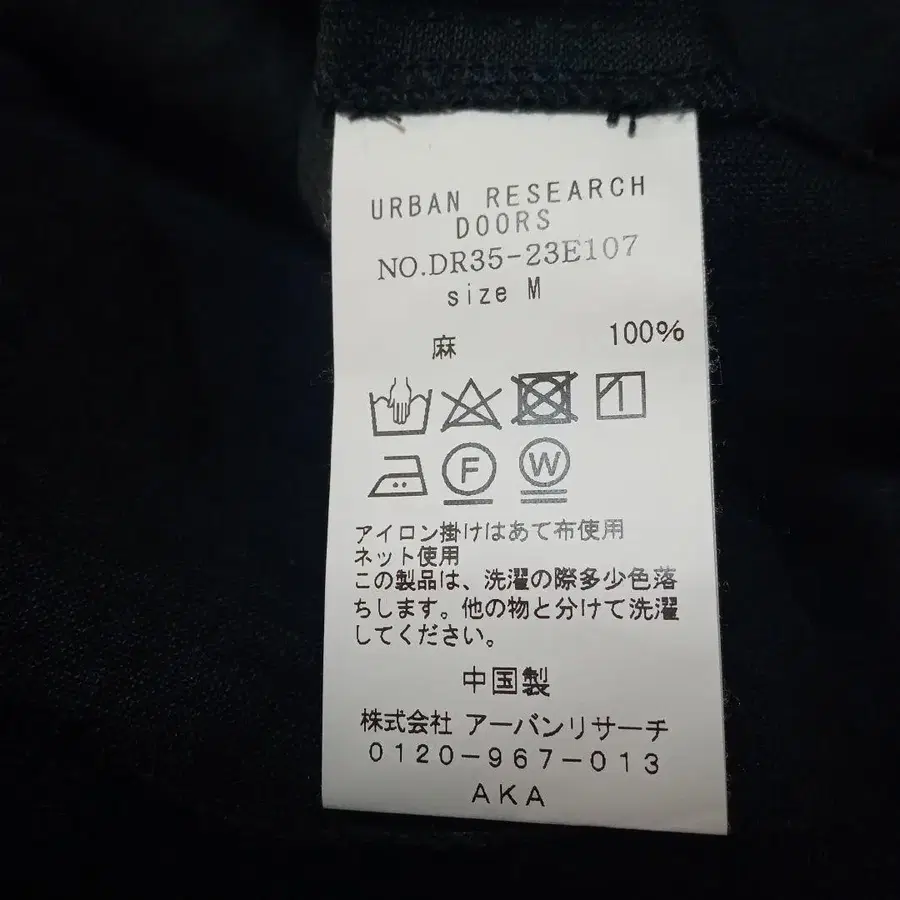 URBAN RESEARCH
DOORS
NO.DR35-23E107
size M
麻 100%
F W
アイロン掛けはあて布使用
ネット使用
この製品は、洗濯の際多少色落
ちします。他の物と分けて洗濯
してください。
中国製
株式会社 アーバンリサーチ
0120-967-013
AKA